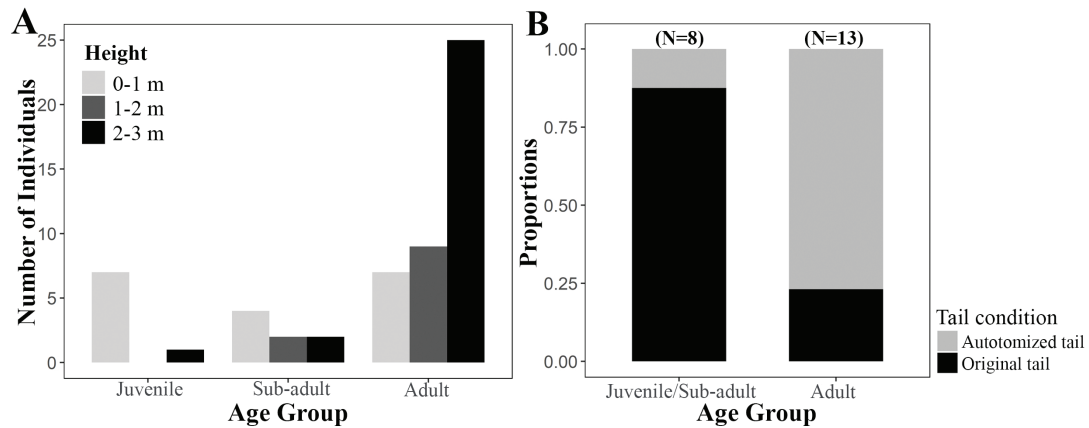 A
Number of Individuals
25
20
15
10
5
0
Height
0-1 m
1-2 m
2-3 m
Juvenile
Sub-adult
Adult
Age Group
B
Proportions
1.00
0.75
0.50
0.25
0.00
(N=8)
(N=13)
Juvenile/Sub-adult
Adult
Age Group
Tail condition
Autotomized tail
Original tail